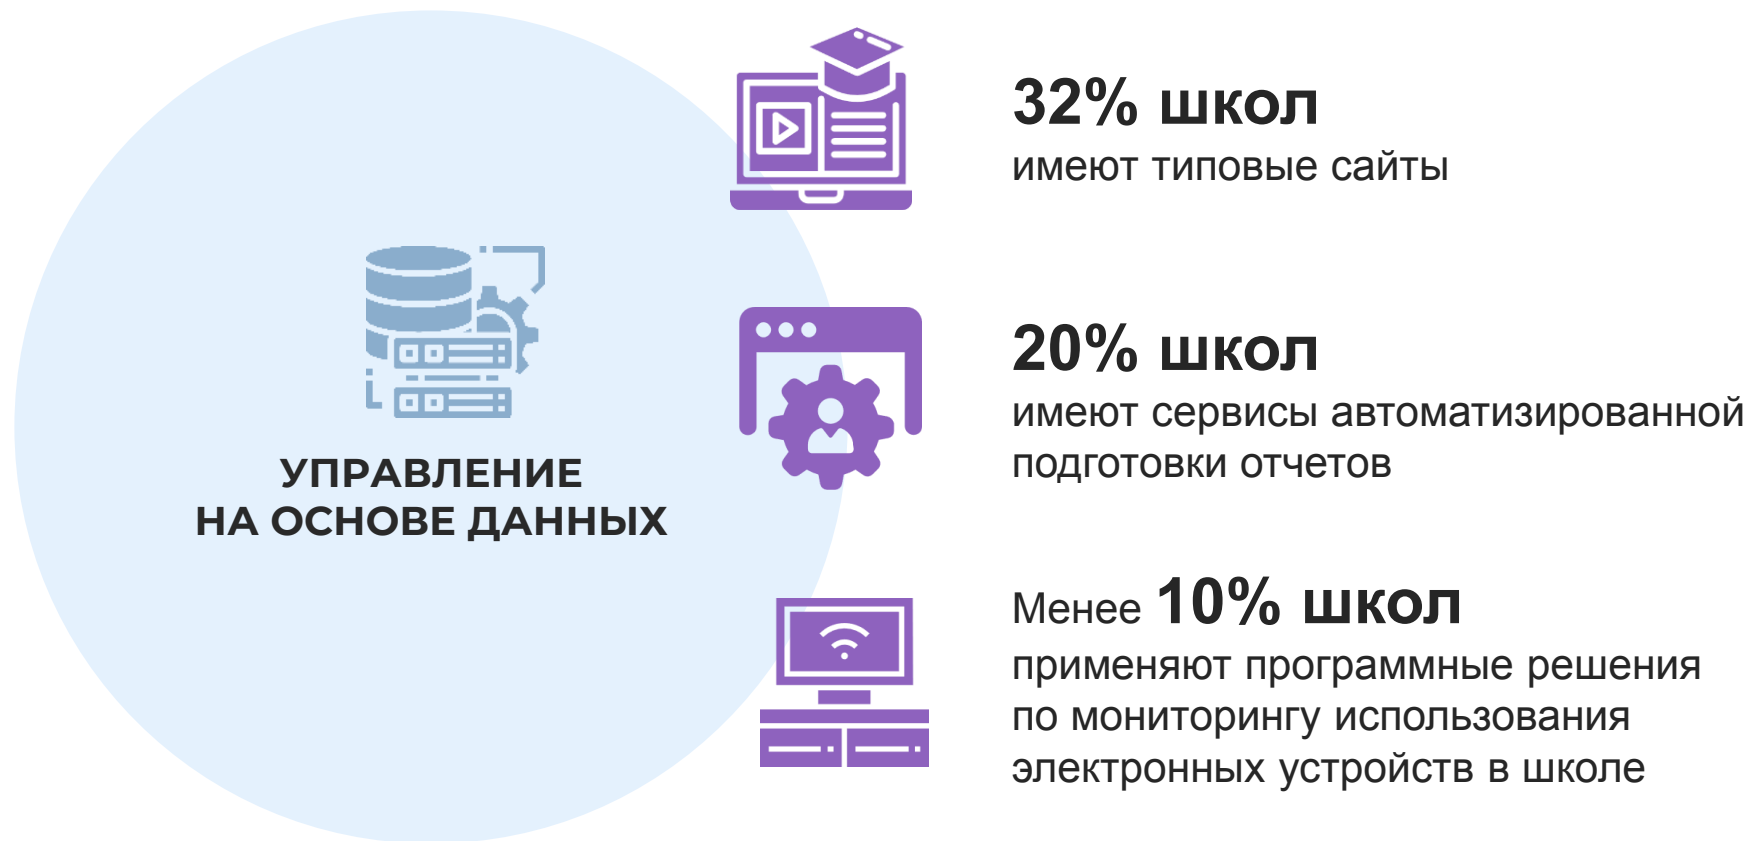 УПРАВЛЕНИЕ
НА ОСНОВЕ ДАННЫХ
32% школ
имеют типовые сайты
20% школ
имеют сервисы автоматизированной
подготовки отчетов
Менее 10% школ
применяют программные решения
по мониторингу использования
электронных устройств в школе